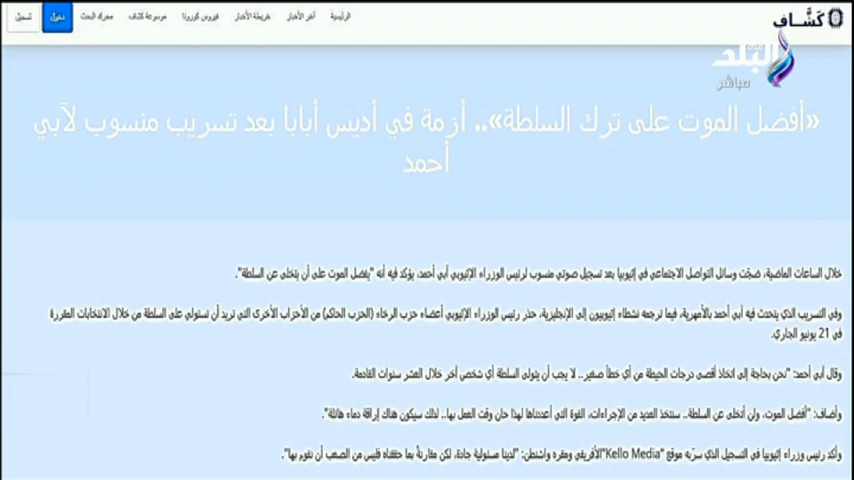 كَشَّاف
الرئيسية آخر الأخبار خريطة الأخبار فيروس كورونا موسوعة كشاف محرك البحث دخول تسجيل
صدى البلد
مباشر
«أفضل الموت على ترك السلطة».. أزمة في أديس أبابا بعد تسريب منسوب لآبي
أحمد
خلال الساعات الماضية، ضجّت وسائل التواصل الاجتماعي في إثيوبيا بعد تسجيل صوتي منسوب لرئيس الوزراء الإثيوبي آبي أحمد، يؤكد فيه أنه "يفضل الموت على أن يتخلى عن السلطة".
وفي التسريب الذي يتحدث فيه آبي أحمد بالأمهرية، فيما ترجمه نشطاء إثيوبيون إلى الإنجليزية، حذر رئيس الوزراء الإثيوبي أعضاء حزب الرخاء (الحزب الحاكم) من الأحزاب الأخرى التي تريد أن تستولي على السلطة من خلال الانتخابات المقررة
في 21 يونيو الجاري.
وقال آبي أحمد: "نحن بحاجة إلى اتخاذ أقصى درجات الحيطة من أي خطأ صغير.. لا يجب أن يتولى السلطة أي شخص آخر خلال العشر سنوات القادمة.
وأضاف: "أفضل الموت، ولن أتخلى عن السلطة.. سنتخذ العديد من الإجراءات، القوة التي أعددناها لهذا حان وقت العمل بها.. لذلك سيكون هناك إراقة دماء هائلة".
وأكد رئيس وزراء إثيوبيا في التسجيل الذي سرّبه موقع "Kello Media"الأفريقي ومقره واشنطن: "لدينا مسئولية جادة، لكن مقارنةً بما حققناه فليس من الصعب أن نقوم بها".